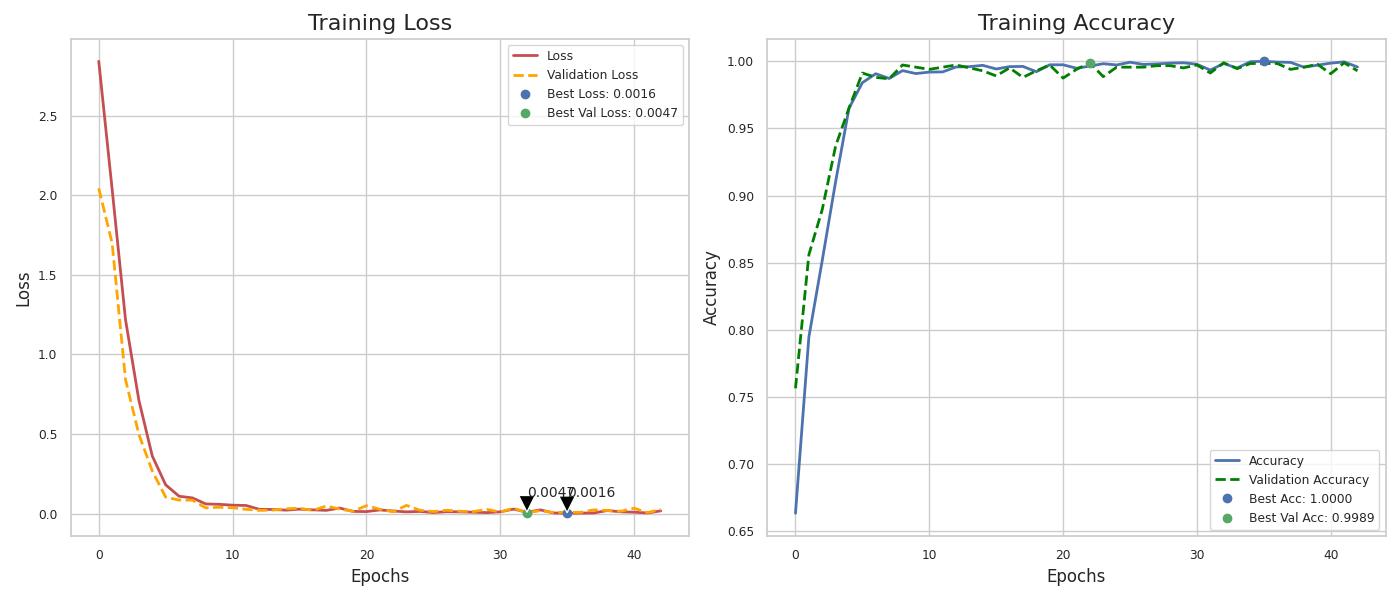 Training Loss
Loss
Validation Loss
Best Loss: 0.0016
Best Val Loss: 0.0047
2.5
2.0
1.5
1.0
0.5
0.0
Loss
0.0047
0.0016
0
10
20
30
40
Epochs
Training Accuracy
1.00
0.95
0.90
0.85
0.80
0.75
0.70
0.65
Accuracy
Accuracy
Validation Accuracy
Best Acc: 1.0000
Best Val Acc: 0.9989
0
10
20
30
40
Epochs